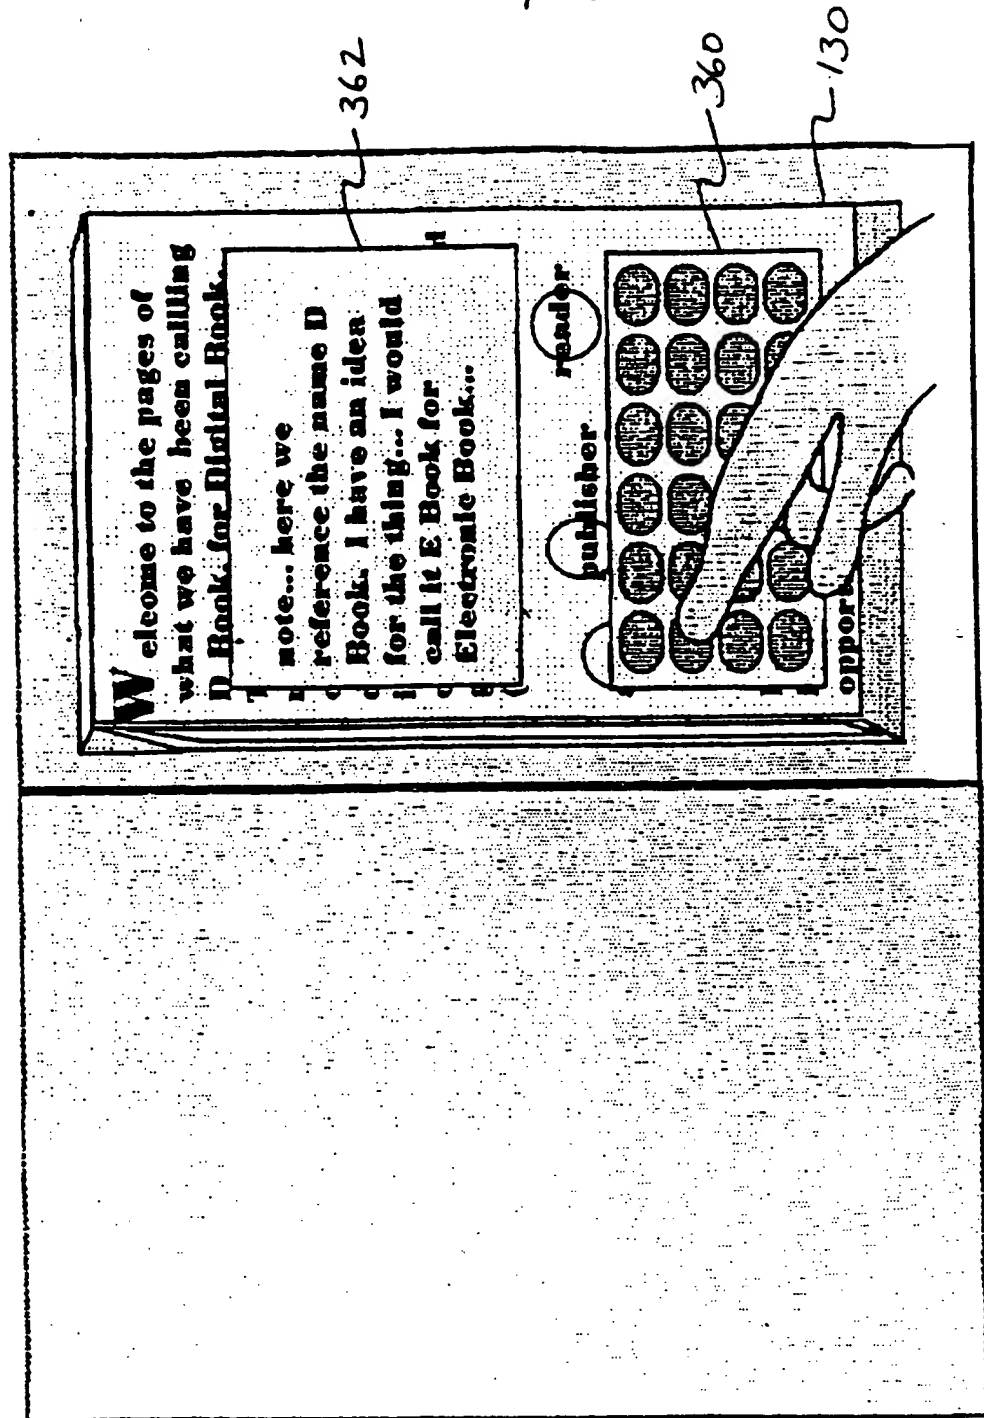 Welcome to the pages of
what we have been callling
D Book, for Digital Book.
note... here we
reference the name D
Book. I have an idea
for the thing... I would
call it E Book for
Electronic Book...
publisher
reader
opport
362
360
130